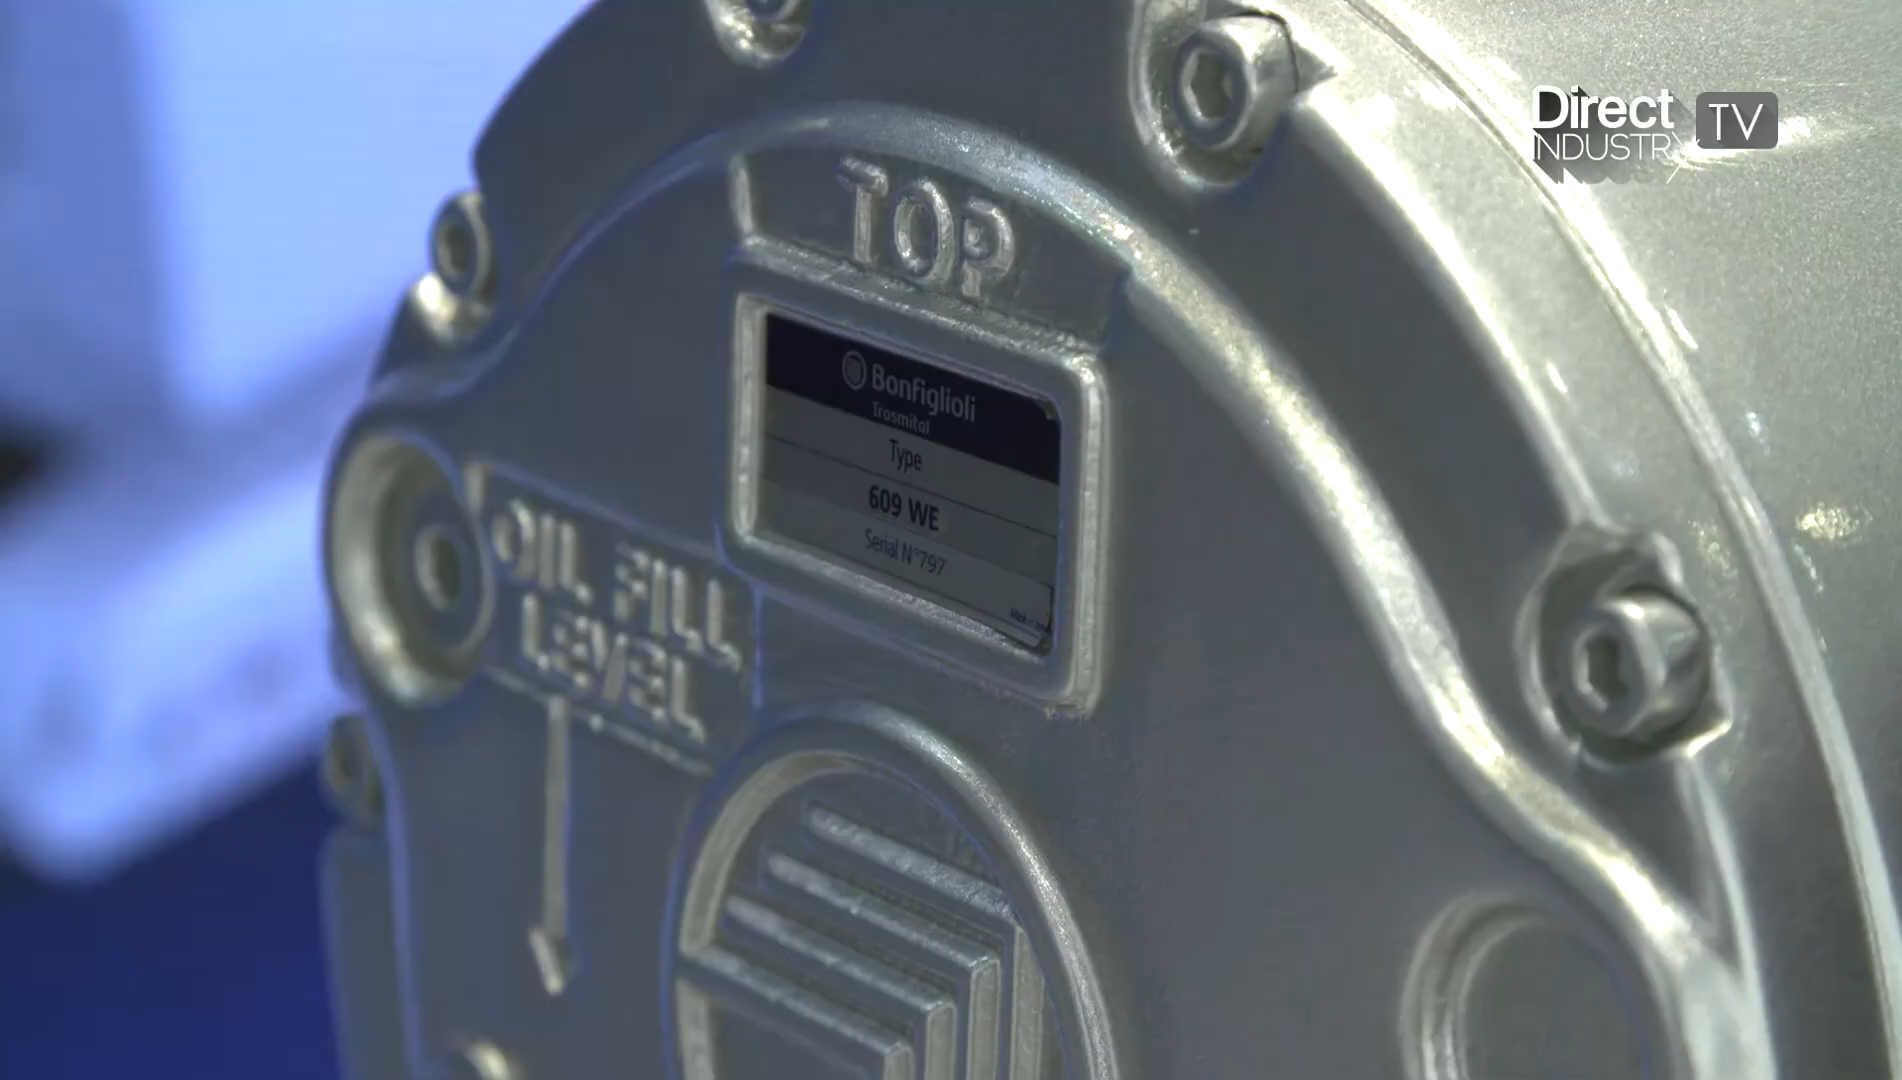 Direct
INDUSTRY
TV
TOP
Bonfiglioli
Trasmital
Type
609 WE
Serial N°797
OIL FILL
LEVEL